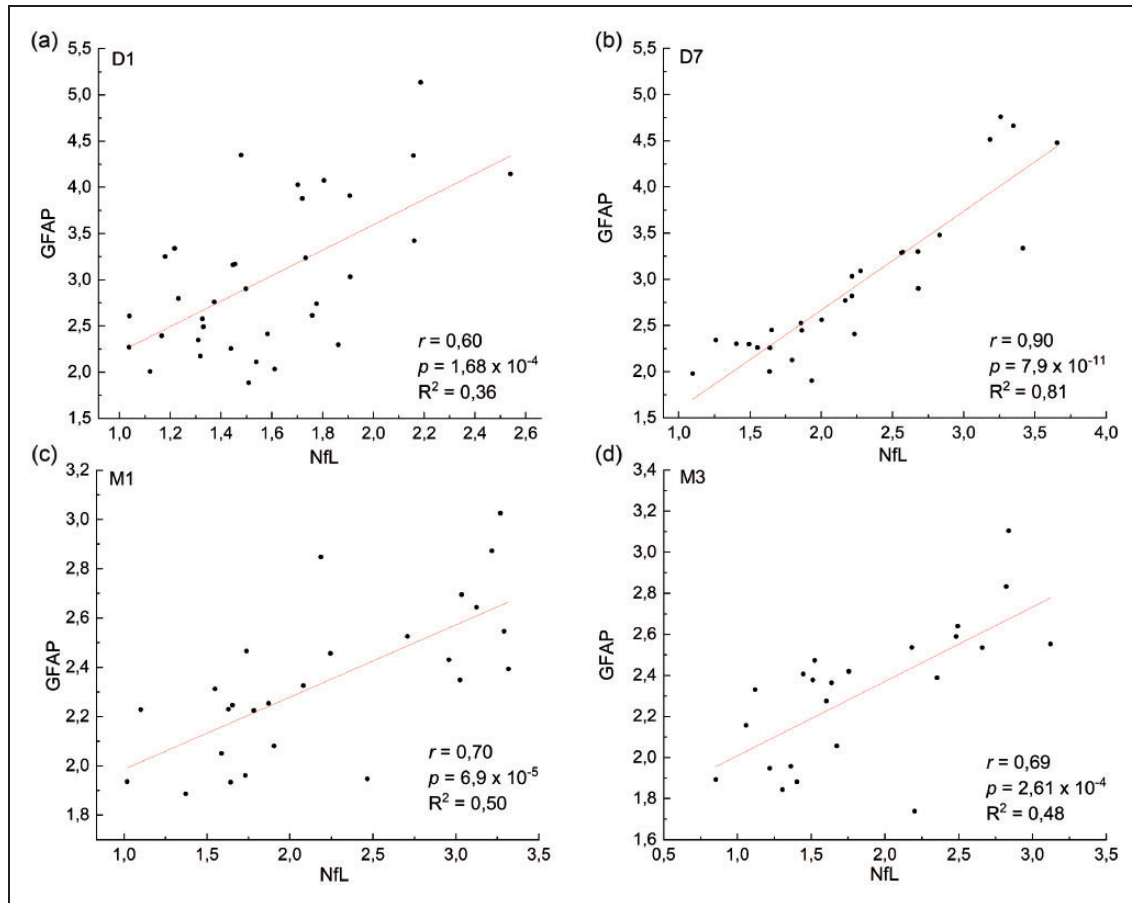 (a)
D1
5,5
5,0
4,5
4,0
3,5
3,0
2,5
2,0
1,5
GFAP
r = 0,60
p = 1,68 x 10⁻⁴
R² = 0,36
1,0 1,2 1,4 1,6 1,8 2,0 2,2 2,4 2,6
NfL
(b)
D7
5,5
5,0
4,5
4,0
3,5
3,0
2,5
2,0
1,5
GFAP
r = 0,90
p = 7,9 x 10⁻¹¹
R² = 0,81
1,0 1,5 2,0 2,5 3,0 3,5 4,0
NfL
(c)
M1
3,2
3,0
2,8
2,6
2,4
2,2
2,0
1,8
GFAP
r = 0,70
p = 6,9 x 10⁻⁵
R² = 0,50
1,0 1,5 2,0 2,5 3,0 3,5
NfL
(d)
M3
3,4
3,2
3,0
2,8
2,6
2,4
2,2
2,0
1,8
1,6
GFAP
r = 0,69
p = 2,61 x 10⁻⁴
R² = 0,48
0,5 1,0 1,5 2,0 2,5 3,0 3,5
NfL